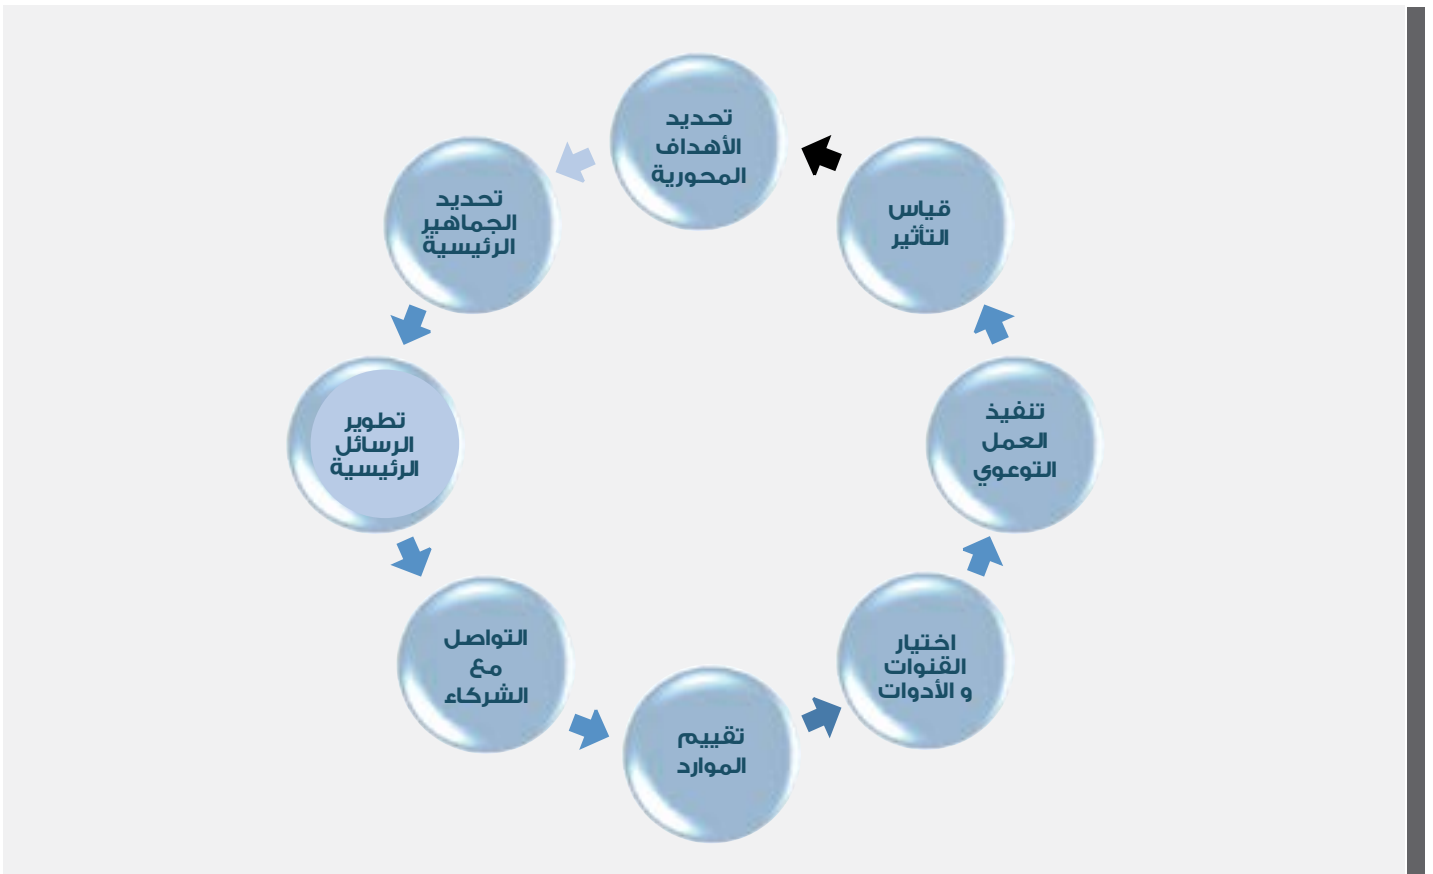 تحديد
الأهداف
المحورية
تحديد
الجماهير
الرئيسية
تطوير
الرسائل
الرئيسية
التواصل
مع
الشركاء
تقييم
الموارد
اختيار
القنوات
و الأدوات
تنفيذ
العمل
التوعوي
قياس
التأثير